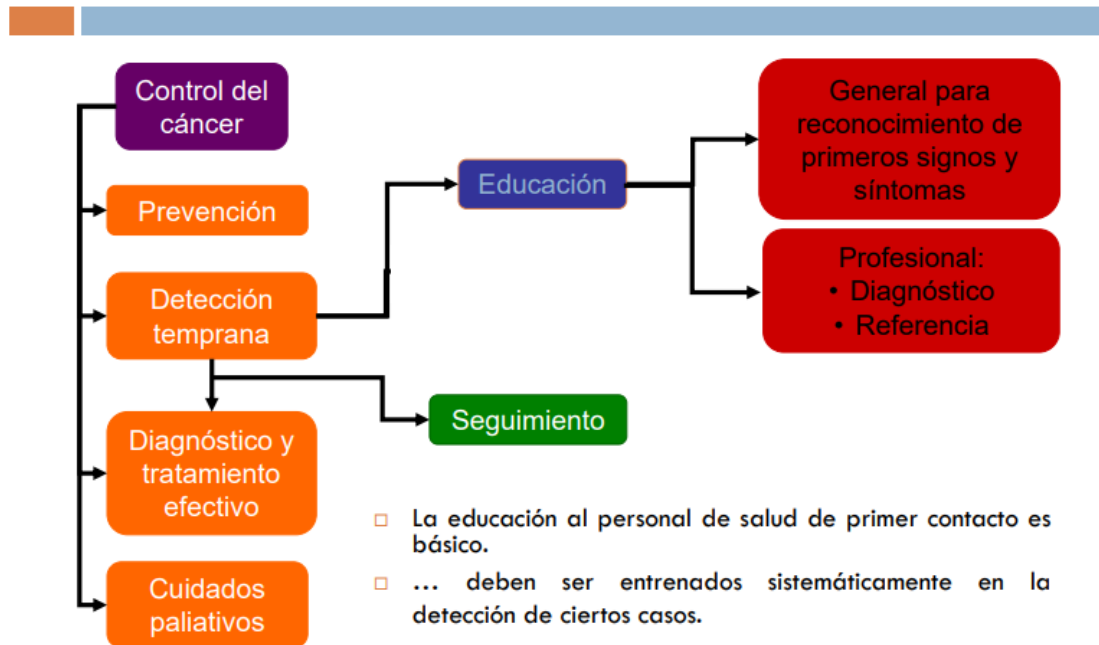 Control del
cáncer
Prevención
Detección
temprana
Diagnóstico y
tratamiento
efectivo
Cuidados
paliativos
Educación
Seguimiento
General para
reconocimiento de
primeros signos y
síntomas
Profesional:
• Diagnóstico
• Referencia
La educación al personal de salud de primer contacto es
básico.
... deben ser entrenados sistemáticamente en la
detección de ciertos casos.